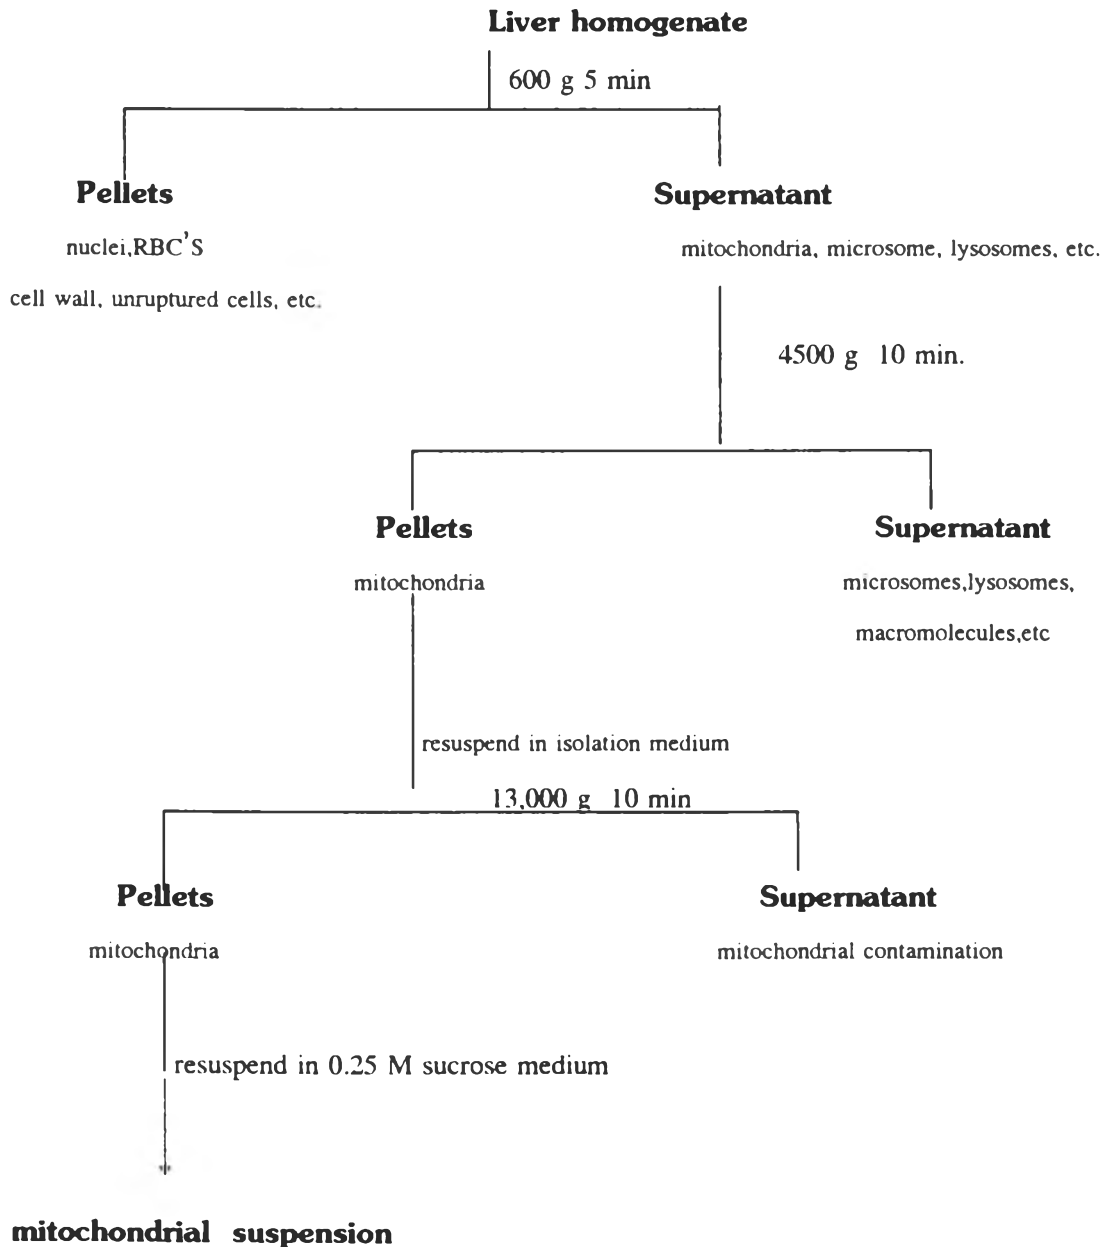 Liver homogenate
600 g 5 min
Pellets
Supernatant
nuclei,RBC'S
mitochondria, microsome, lysosomes, etc.
cell wall, unruptured cells, etc.
4500 g 10 min.
Pellets
Supernatant
mitochondria
microsomes,lysosomes,
macromolecules,etc
resuspend in isolation medium
13,000 g 10 min
Pellets
Supernatant
mitochondria
mitochondrial contamination
resuspend in 0.25 M sucrose medium
mitochondrial suspension